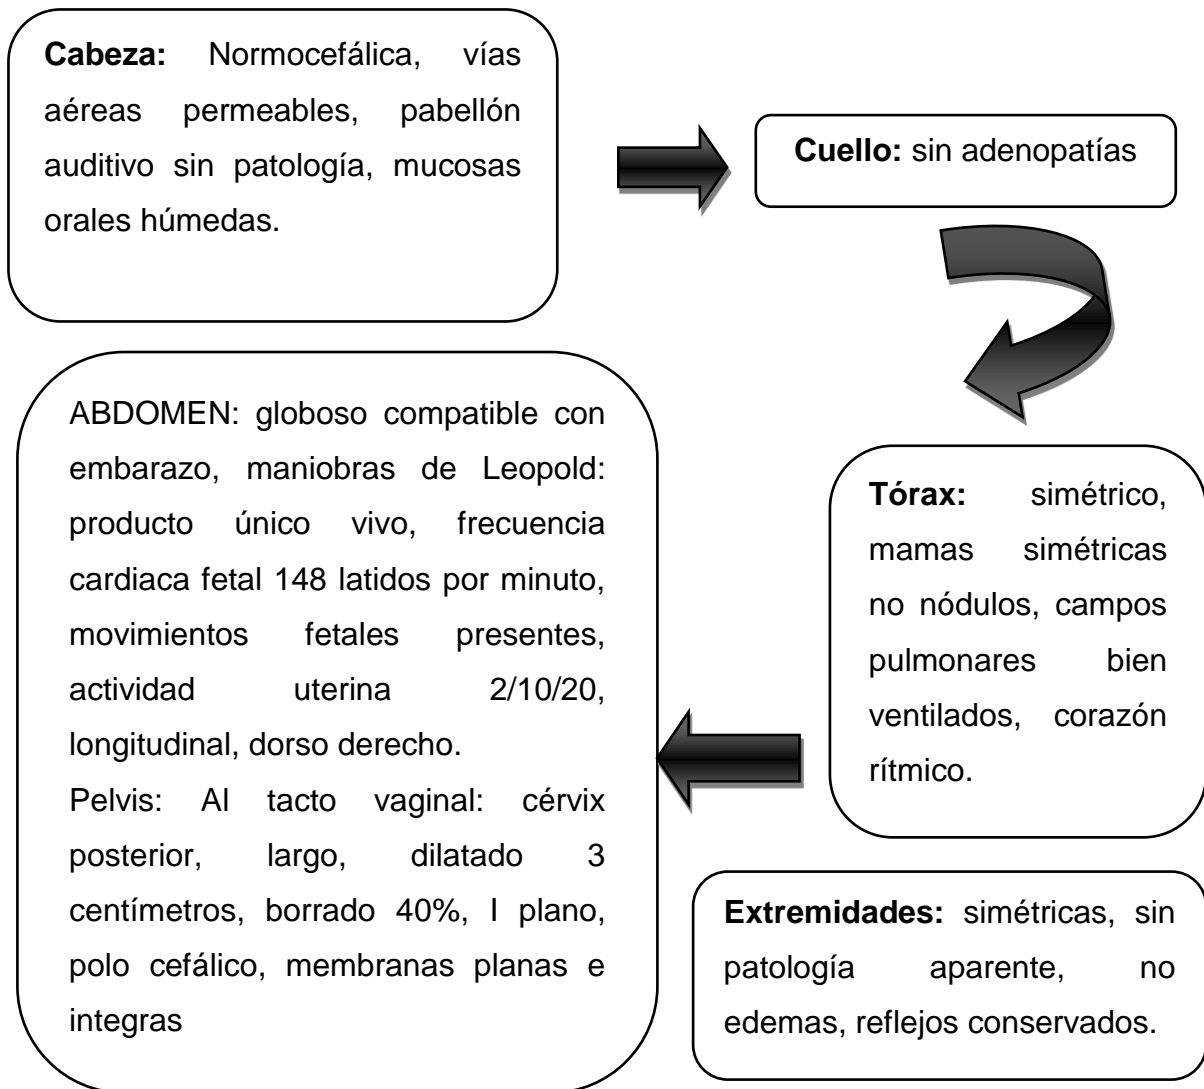 Cabeza: Normocefálica, vías
aéreas permeables, pabellón
auditivo sin patología, mucosas
orales húmedas.
Cuello: sin adenopatías
Tórax: simétrico,
mamas simétricas
no nódulos, campos
pulmonares bien
ventilados, corazón
rítmico.
ABDOMEN: globoso compatible con
embarazo, maniobras de Leopold:
producto único vivo, frecuencia
cardiaca fetal 148 latidos por minuto,
movimientos fetales presentes,
actividad uterina 2/10/20,
longitudinal, dorso derecho.
Pelvis: Al tacto vaginal: cérvix
posterior, largo, dilatado 3
centímetros, borrado 40%, I plano,
polo cefálico, membranas planas e
integras
Extremidades: simétricas, sin
patología aparente, no
edemas, reflejos conservados.